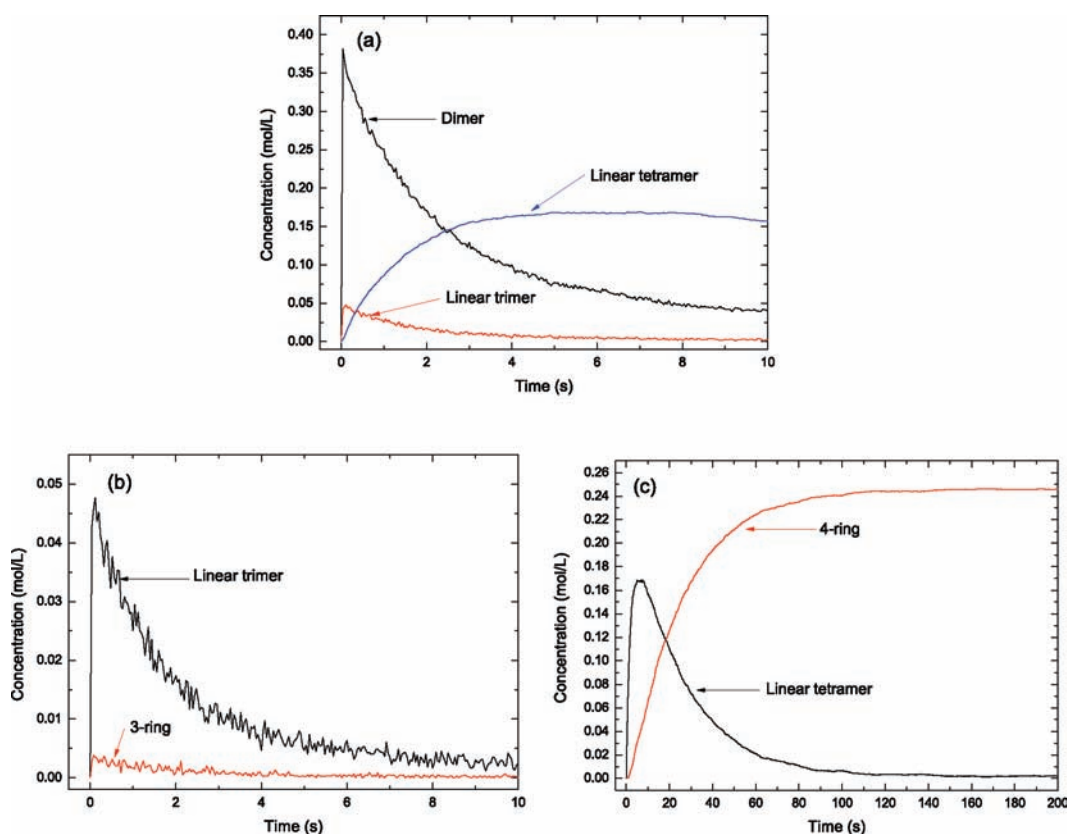 (a)
Concentration (mol/L)
0.40
0.35
0.30
0.25
0.20
0.15
0.10
0.05
0.00
Dimer
Linear tetramer
Linear trimer
0 2 4 6 8 10
Time (s)
(b)
Concentration (mol/L)
0.05
0.04
0.03
0.02
0.01
0.00
Linear trimer
3-ring
0 2 4 6 8 10
Time (s)
(c)
Concentration (mol/L)
0.26
0.24
0.22
0.20
0.18
0.16
0.14
0.12
0.10
0.08
0.06
0.04
0.02
0.00
4-ring
Linear tetramer
0 20 40 60 80 100 120 140 160 180 200
Time (s)